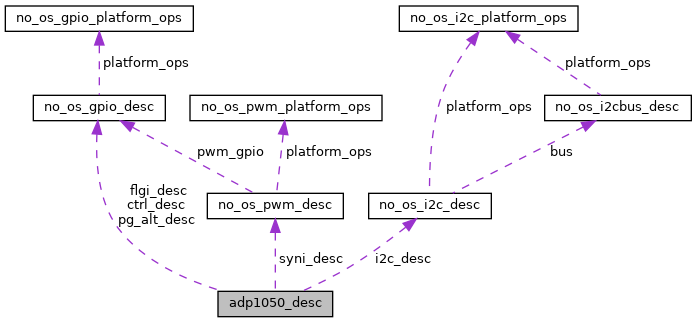 no_os_gpio_platform_ops
no_os_i2c_platform_ops
platform_ops
platform_ops
no_os_gpio_desc
no_os_pwm_platform_ops
platform_ops
no_os_i2cbus_desc
pwm_gpio
platform_ops
bus
flgi_desc
ctrl_desc
pg_alt_desc
no_os_pwm_desc
no_os_i2c_desc
syni_desc
i2c_desc
adp1050_desc